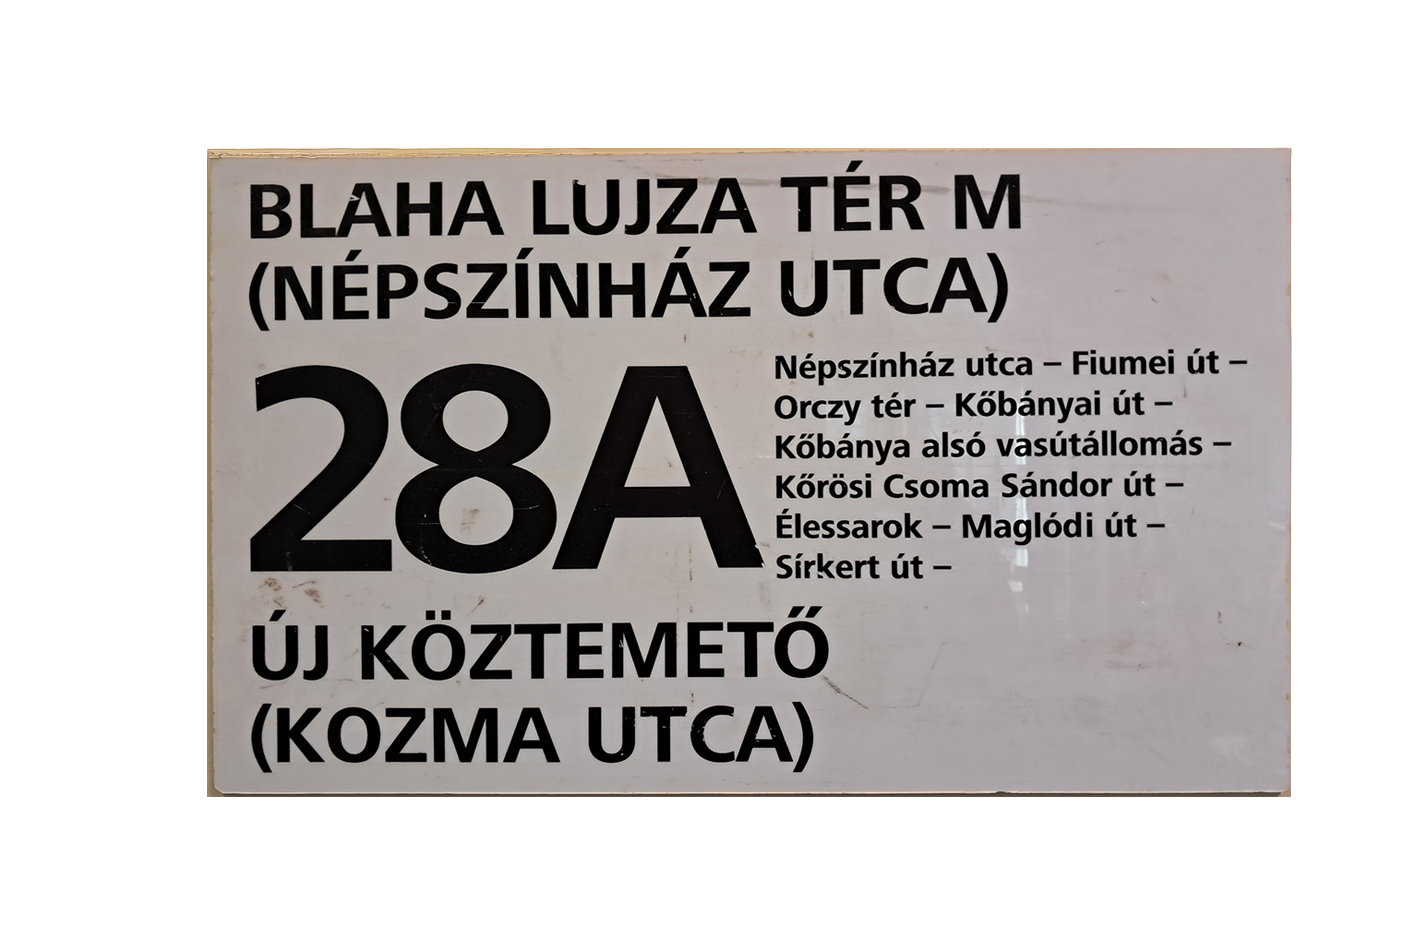 BLAHA LUJZA TÉR M
(NÉPSZÍNHÁZ UTCA)
28A
Népszínház utca – Fiumei út –
Orczy tér – Kőbányai út –
Kőbánya alsó vasútállomás –
Kőrösi Csoma Sándor út –
Élessarok – Maglódi út –
Sírkert út –
ÚJ KÖZTEMETŐ
(KOZMA UTCA)